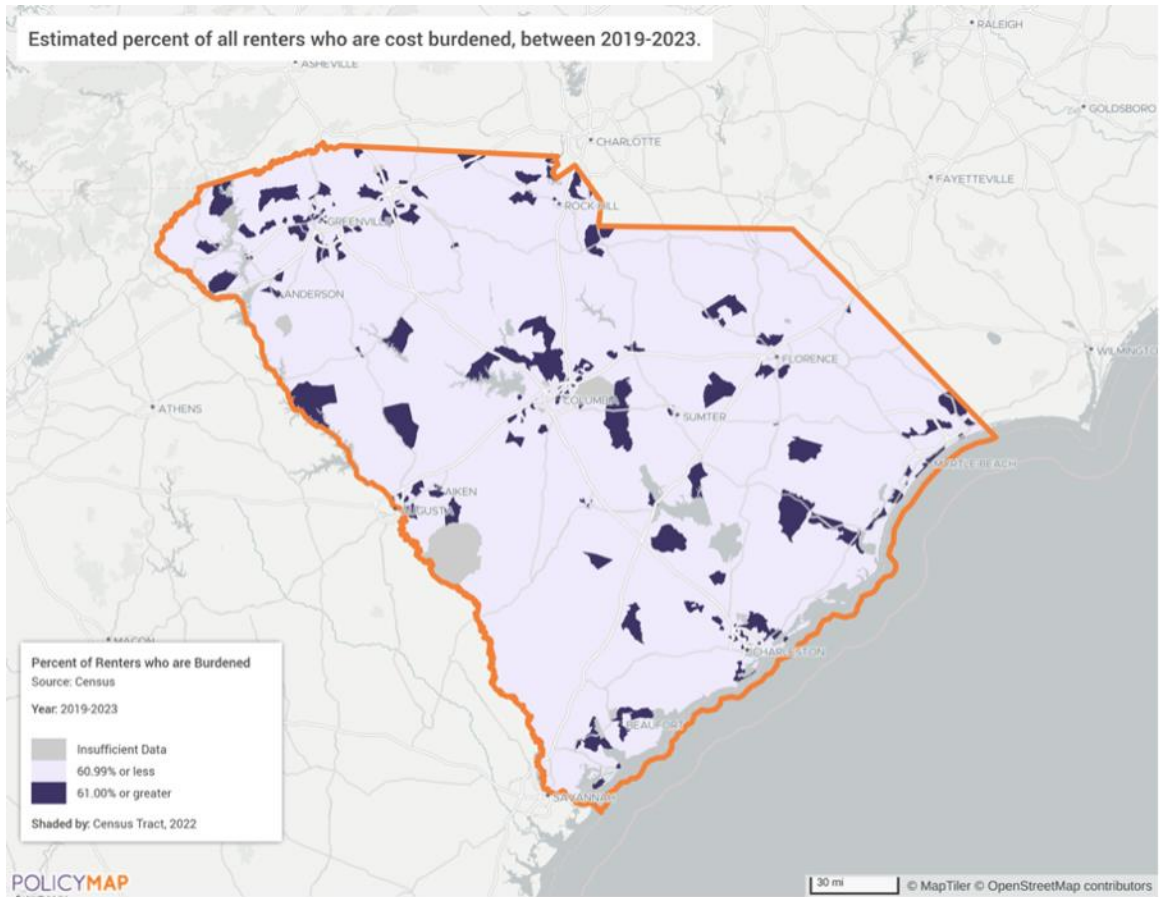 Estimated percent of all renters who are cost burdened, between 2019-2023.
RALEIGH
ASHEVILLE
GOLDSBORO
CHARLOTTE
FAYETTEVILLE
ROCK HILL
GREENVILLE
ANDERSON
WILMINGTON
FLORENCE
ATHENS
COLUMBIA
SUMTER
MYRTLE BEACH
AIKEN
AUGUSTA
MACON
CHARLESTON
BEAUFORT
SAVANNAH
Percent of Renters who are Burdened
Source: Census
Year: 2019-2023
Insufficient Data
60.99% or less
61.00% or greater
Shaded by: Census Tract, 2022
POLICYMAP
30 mi
© MapTiler © OpenStreetMap contributors